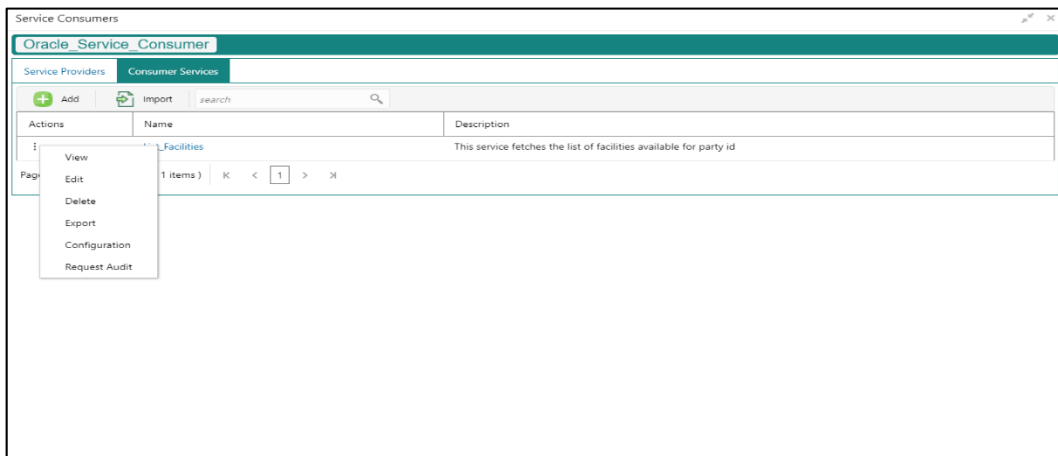 Service Consumers
Oracle_Service_Consumer
Service Providers Consumer Services
Add Import search
Actions Name Description
_Facilities This service fetches the list of facilities available for party id
View
1 items ) K < 1 > >|
Edit
Delete
Export
Configuration
Request Audit